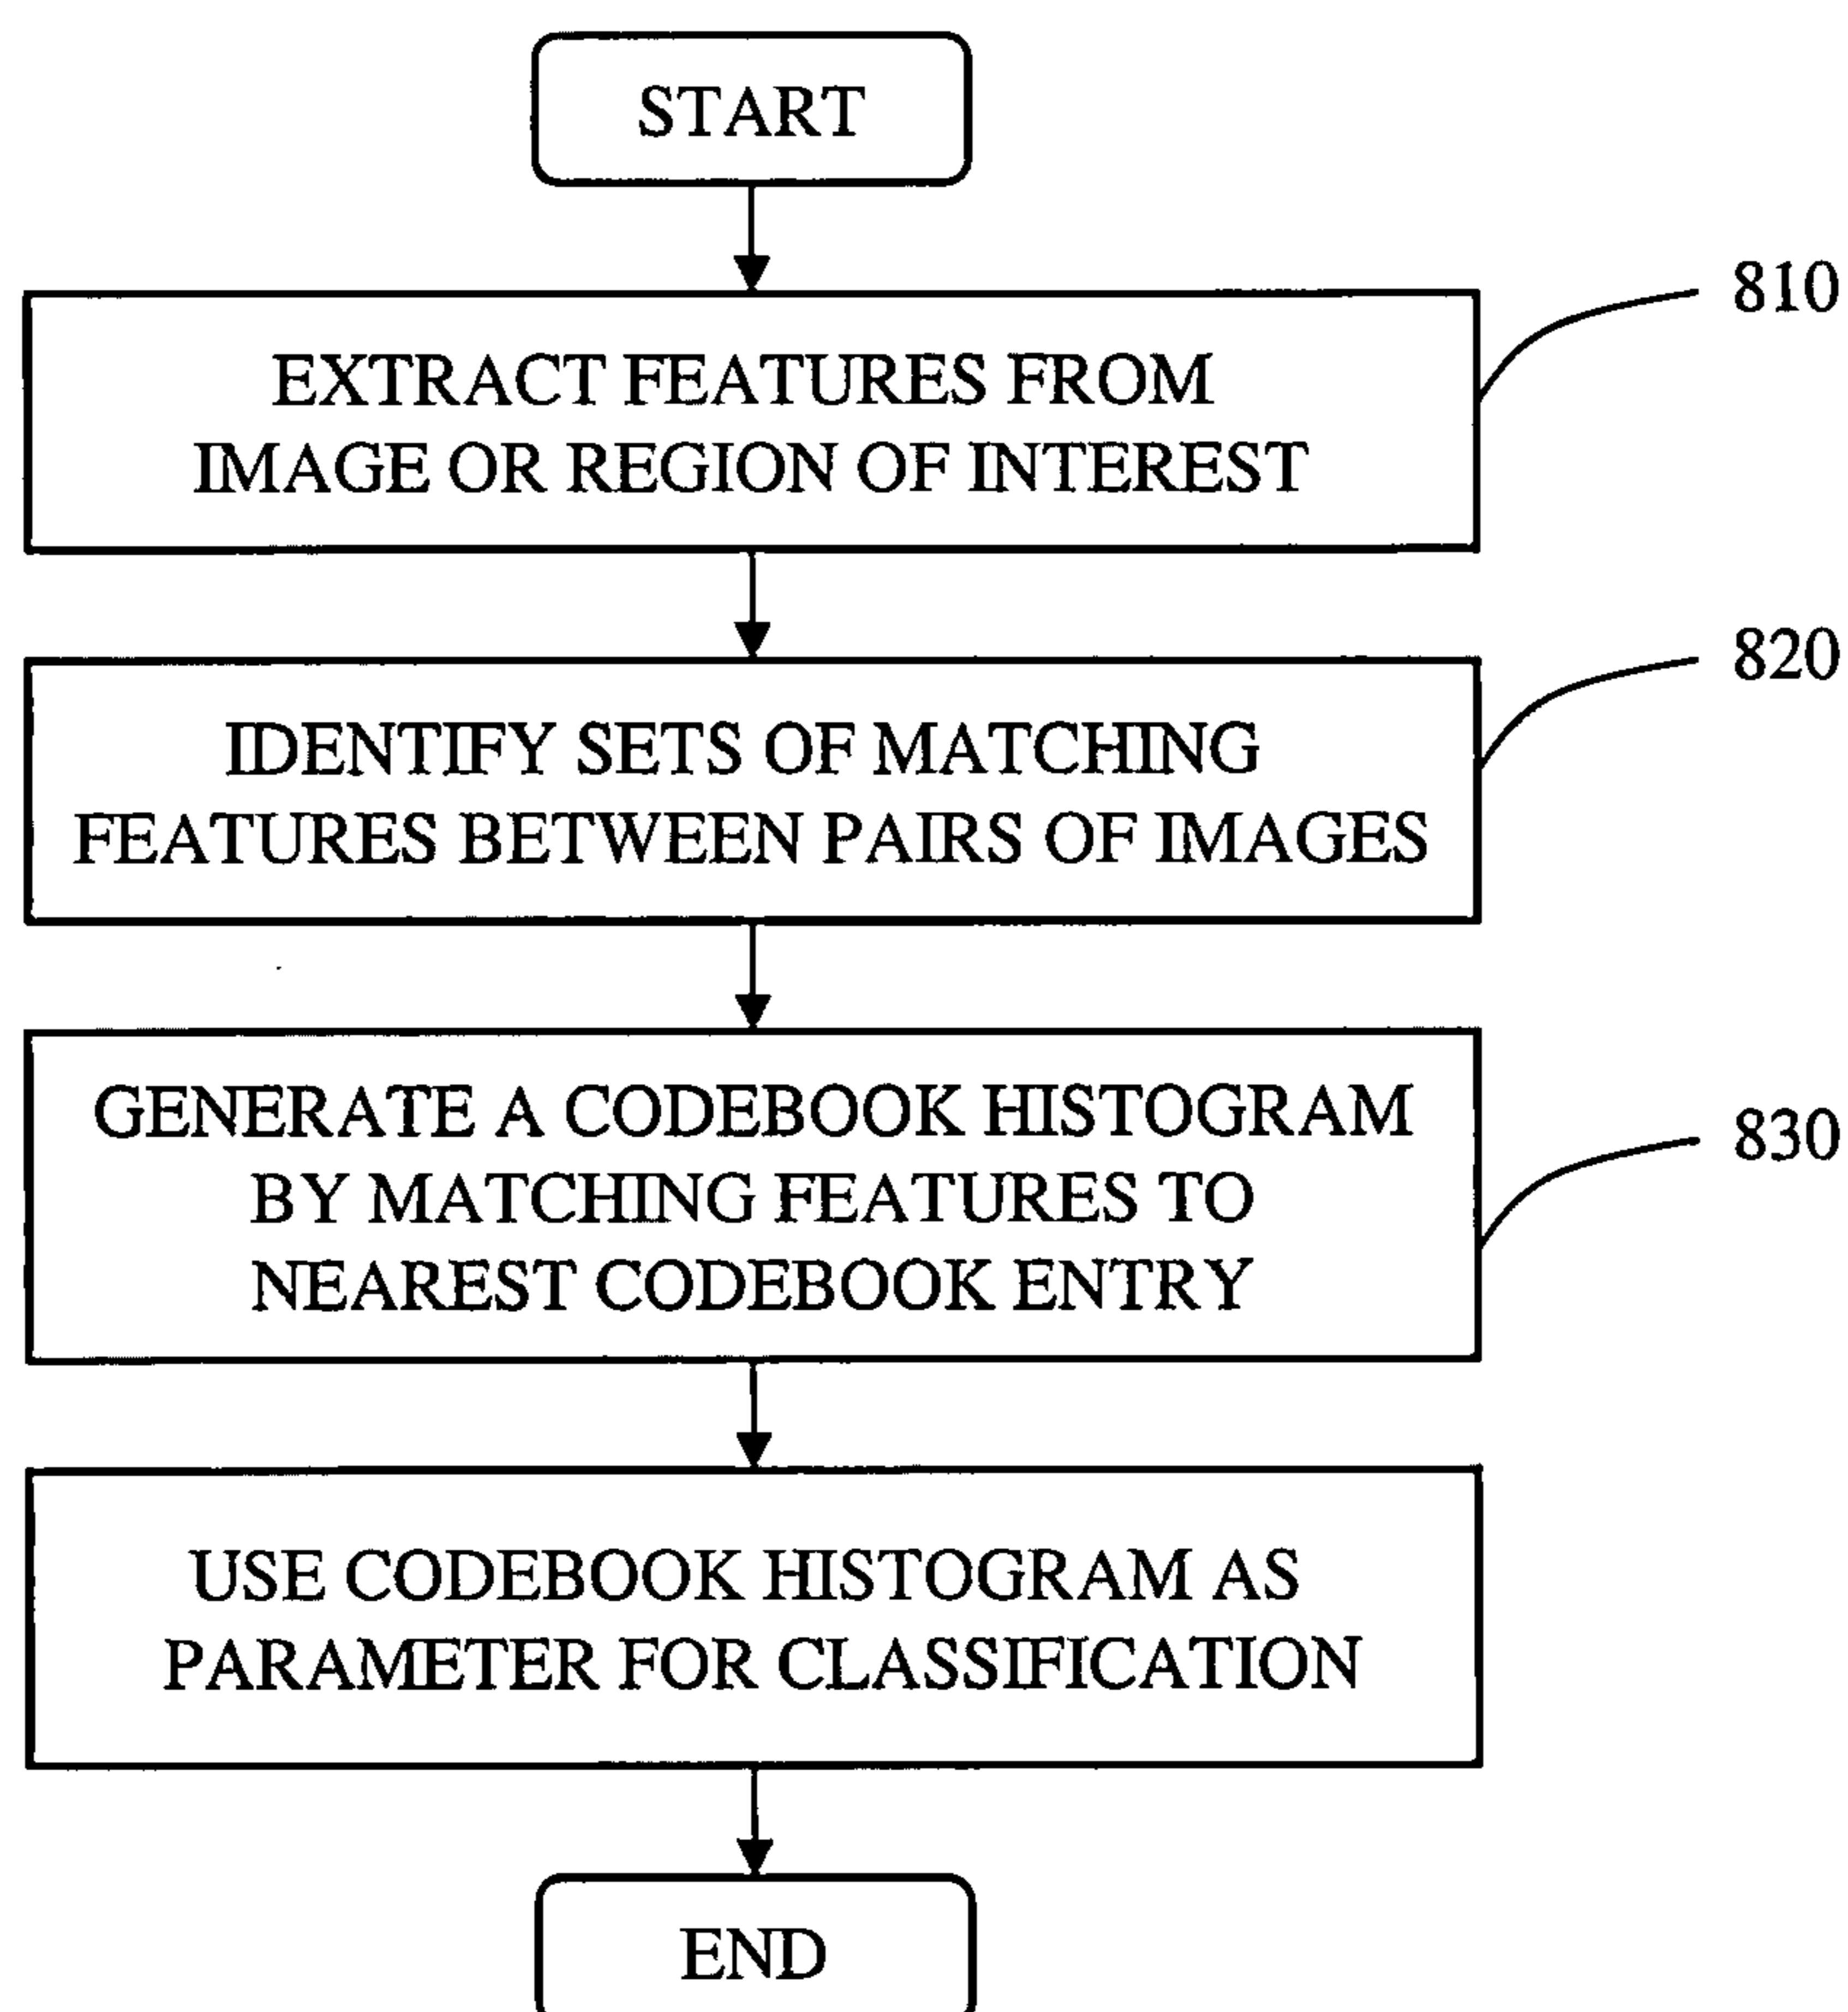 START
810
EXTRACT FEATURES FROM
IMAGE OR REGION OF INTEREST
820
IDENTIFY SETS OF MATCHING
FEATURES BETWEEN PAIRS OF IMAGES
830
GENERATE A CODEBOOK HISTOGRAM
BY MATCHING FEATURES TO
NEAREST CODEBOOK ENTRY
USE CODEBOOK HISTOGRAM AS
PARAMETER FOR CLASSIFICATION
END